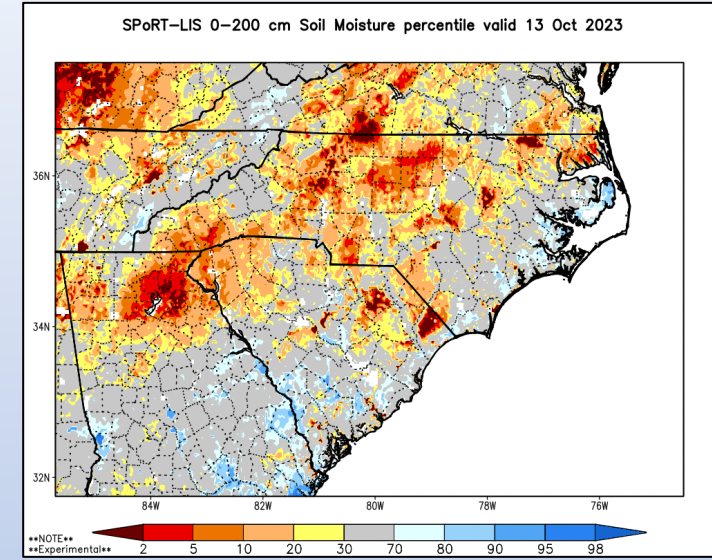 SPoRT-LIS 0-200 cm Soil Moisture percentile valid 13 Oct 2023
36N
34N
32N
84W 82W 80W 78W 76W
**NOTE**
**Experimental**
2 5 10 20 30 70 80 90 95 98